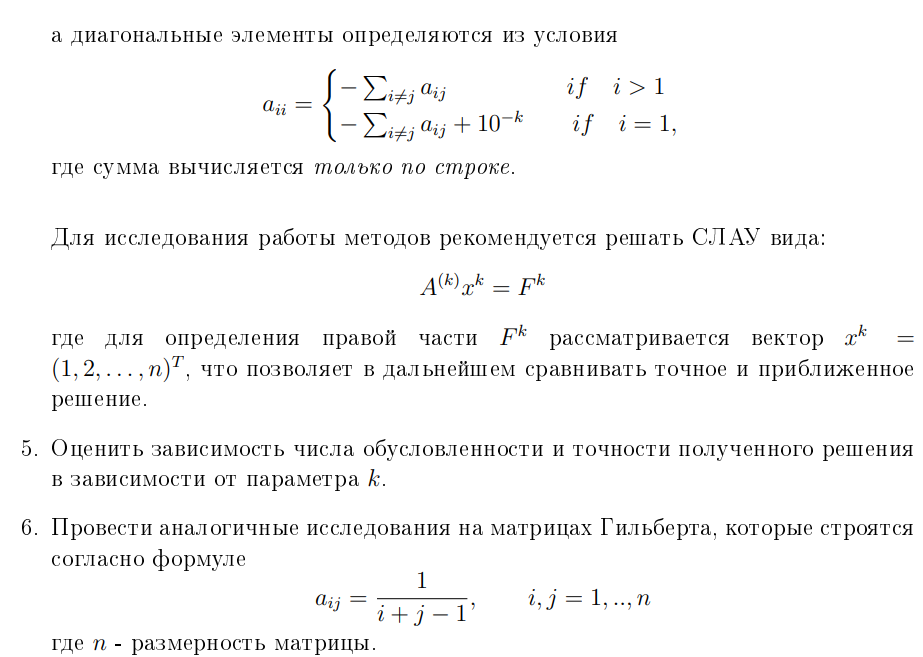 а диагональные элементы определяются из условия
a_{ii} = \begin{cases} -\sum_{i \neq j} a_{ij} & if \quad i > 1 \\ -\sum_{i \neq j} a_{ij} + 10^{-k} & if \quad i = 1, \end{cases}
где сумма вычисляется только по строке.
Для исследования работы методов рекомендуется решать СЛАУ вида:
A^{(k)} x^k = F^k
где для определения правой части F^k рассматривается вектор x^k =
(1, 2, . . . , n)^T, что позволяет в дальнейшем сравнивать точное и приближенное
решение.
5. Оценить зависимость числа обусловленности и точности полученного решения
в зависимости от параметра k.
6. Провести аналогичные исследования на матрицах Гильберта, которые строятся
согласно формуле
a_{ij} = \frac{1}{i + j - 1}, \quad i, j = 1, .., n
где n - размерность матрицы.